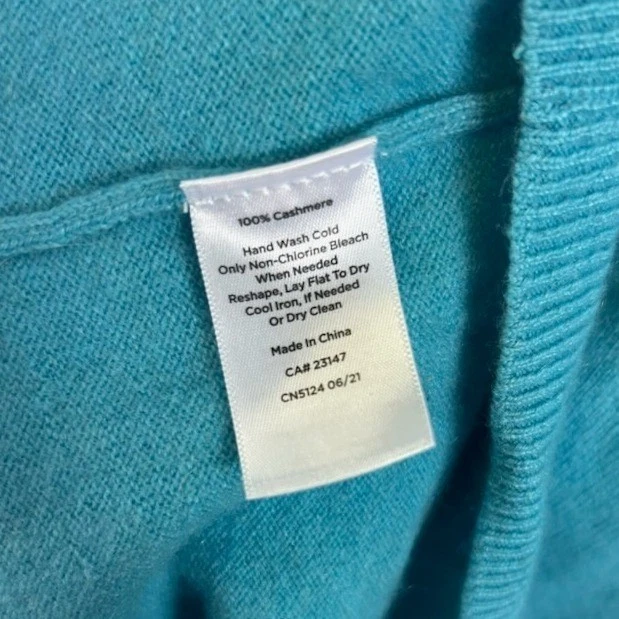 100% Cashmere
Hand Wash Cold
Only Non-Chlorine Bleach
When Needed
Reshape, Lay Flat To Dry
Cool Iron, If Needed
Or Dry Clean
Made In China
CA# 23147
CN5124 06/21